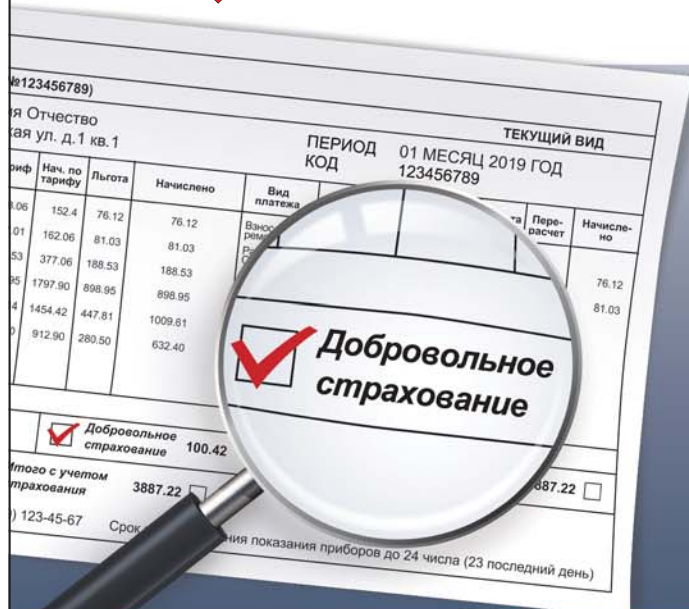 №123456789)
ТЕКУЩИЙ ВИД
Отчество
ул. д.1 кв.1
ПЕРИОД 01 МЕСЯЦ 2019 ГОД
КОД 123456789
Нач. по тарифу
Льгота
Начислено
Вид платежа
Пере-
расчет
Начисле-
но
152.4 76.12 76.12
162.06 81.03 81.03
377.06 188.53 188.53
1797.90 898.95 898.95
1454.42 447.81 1009.61
912.90 280.50 632.40
76.12
81.03
Добровольное
страхование
Добровольное
страхование 100.42
Итого с учетом
страхования 3887.22
887.22
123-45-67
показания приборов до 24 числа (23 последний день)